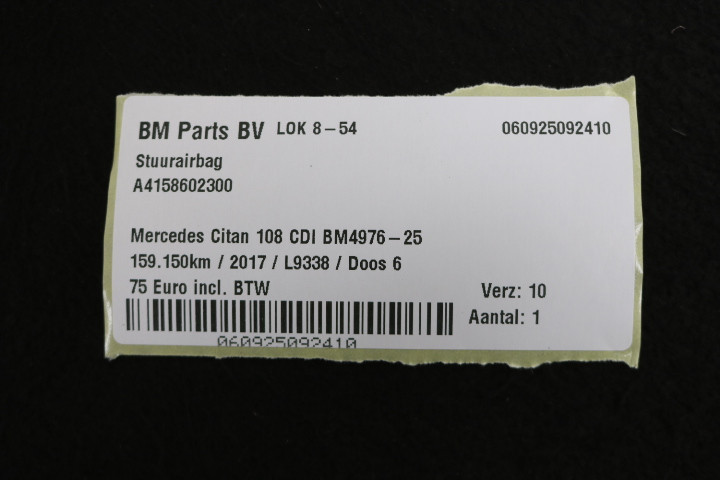 BM Parts BV LOK 8-54 060925092410
Stuurairbag
A4158602300
Mercedes Citan 108 CDI BM4976-25
159.150km / 2017 / L9338 / Doos 6
75 Euro incl. BTW Verz: 10
Aantal: 1
060925092410